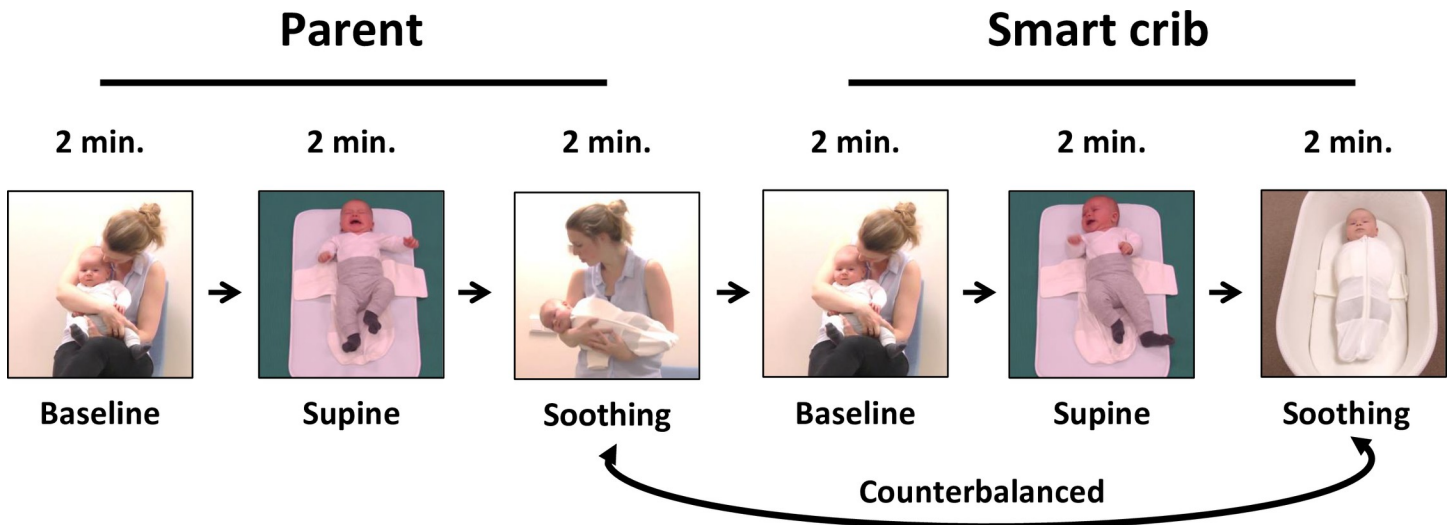 Parent Smart crib
2 min. 2 min. 2 min. 2 min. 2 min. 2 min.
Baseline Supine Soothing Baseline Supine Soothing
Counterbalanced